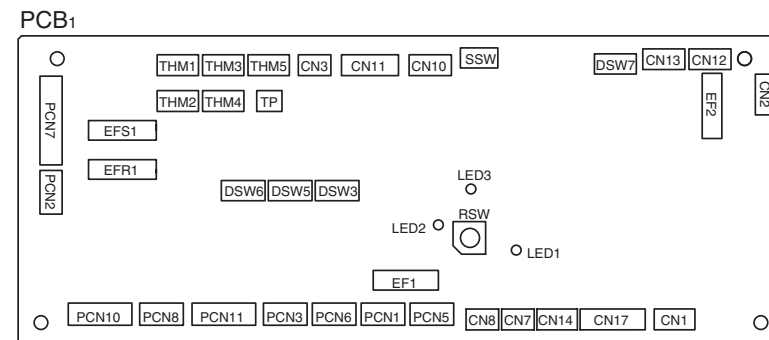 PCB1
THM1 THM3 THM5 CN3 CN11 CN10 SSW DSW7 CN13 CN12
THM2 THM4 TP
PCN7
EFS1
EF2
CN2
EFR1
PCN2
DSW6 DSW5 DSW3
LED3
LED2
RSW
LED1
EF1
PCN10 PCN8 PCN11 PCN3 PCN6 PCN1 PCN5 CN8 CN7 CN14 CN17 CN1